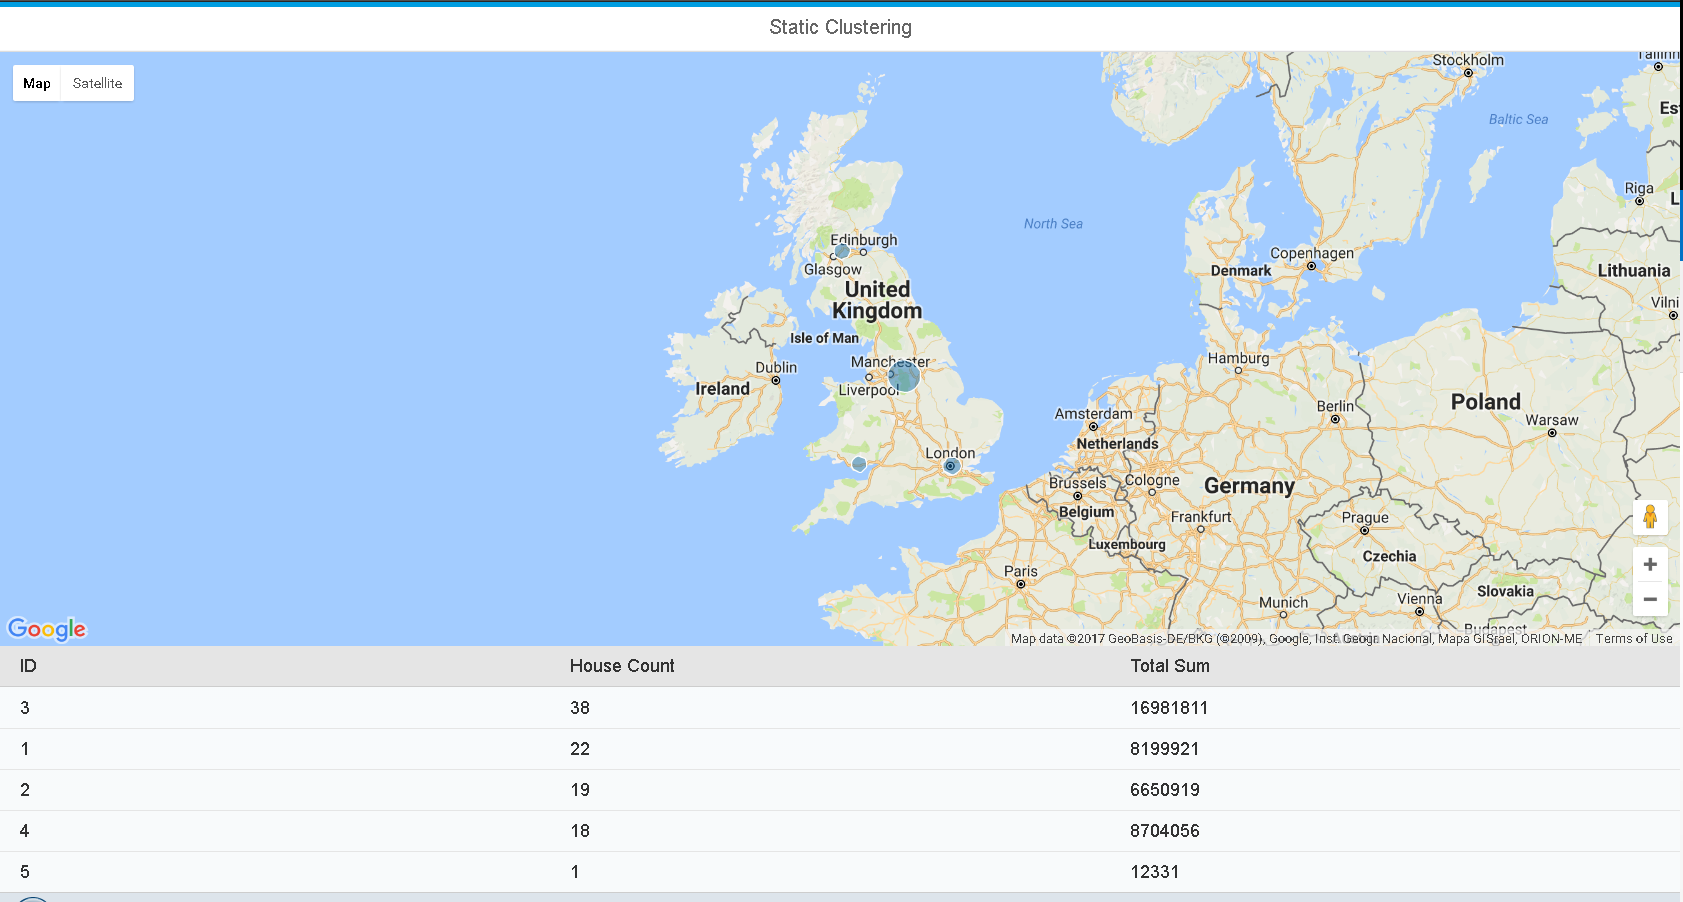 Static Clustering
Map Satellite
Stockholm
Baltic Sea
Riga
North Sea
Edinburgh
Glasgow
Copenhagen
Denmark
Lithuania
United
Kingdom
Isle of Man
Manchester
Hamburg
Dublin
Ireland
Liverpool
Berlin
Poland
Amsterdam
Warsaw
Netherlands
London
Brussels
Cologne
Germany
Belgium
Frankfurt
Prague
Luxembourg
Czechia
Paris
Slovakia
Munich
Vienna
Budapest
Google
Map data ©2017 GeoBasis-DE/BKG (©2009), Google, Inst. Geogr. Nacional, Mapa GISrael, ORION-ME Terms of Use
ID House Count Total Sum
3 38 16981811
1 22 8199921
2 19 6650919
4 18 8704056
5 1 12331